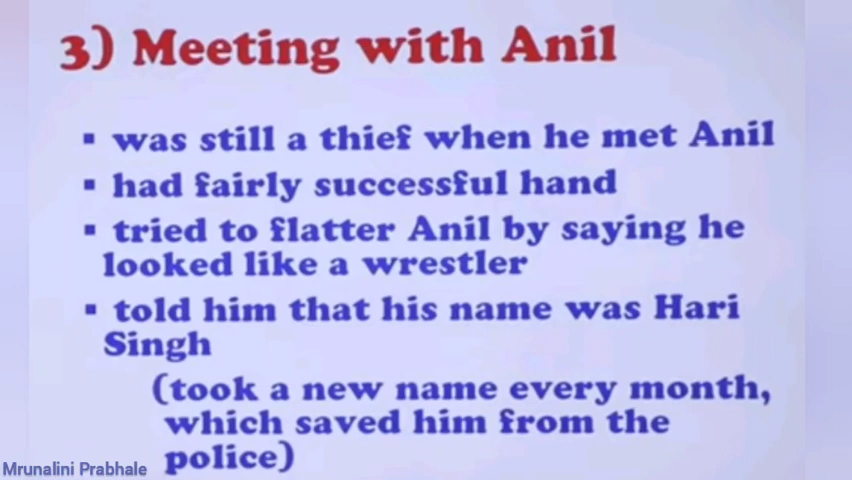 3) Meeting with Anil
▪ was still a thief when he met Anil
▪ had fairly successful hand
▪ tried to flatter Anil by saying he
looked like a wrestler
▪ told him that his name was Hari
Singh
(took a new name every month,
which saved him from the
police)
Mrunalini Prabhale